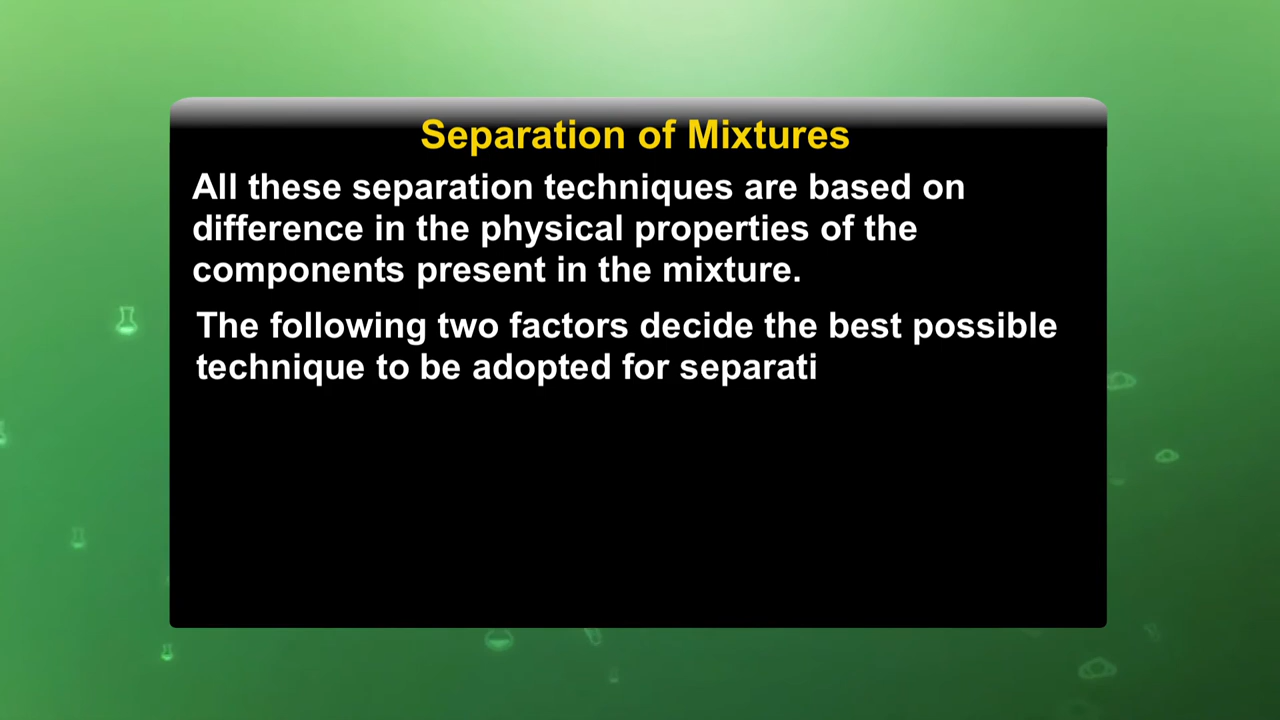 Separation of Mixtures
All these separation techniques are based on
difference in the physical properties of the
components present in the mixture.
The following two factors decide the best possible
technique to be adopted for separati